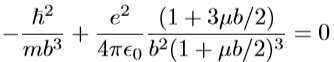 $-\frac{\hbar^2}{mb^3} + \frac{e^2}{4\pi\epsilon_0} \frac{(1 + 3\mu b/2)}{b^2(1 + \mu b/2)^3} = 0$